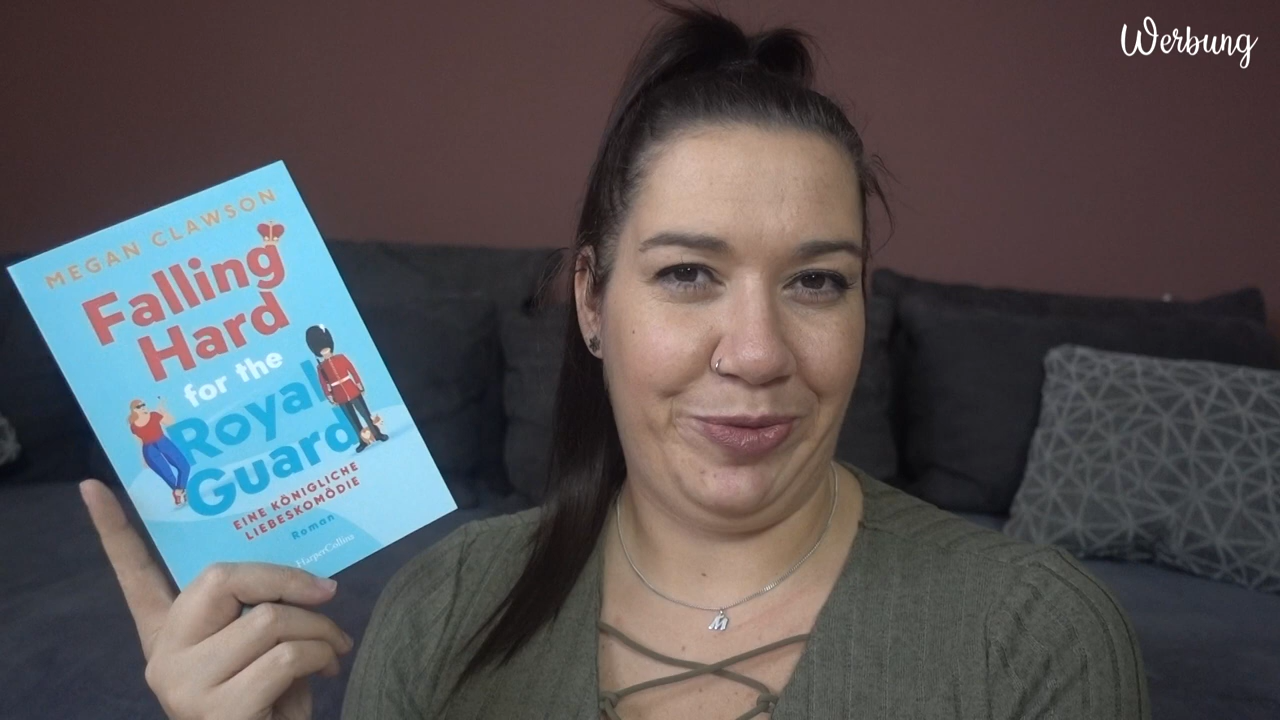 Werbung
MEGAN CLAWSON
Falling
Hard
for the
Royal
Guard
EINE KÖNIGLICHE
LIEBESKOMÖDIE
Roman
HarperCollins
M